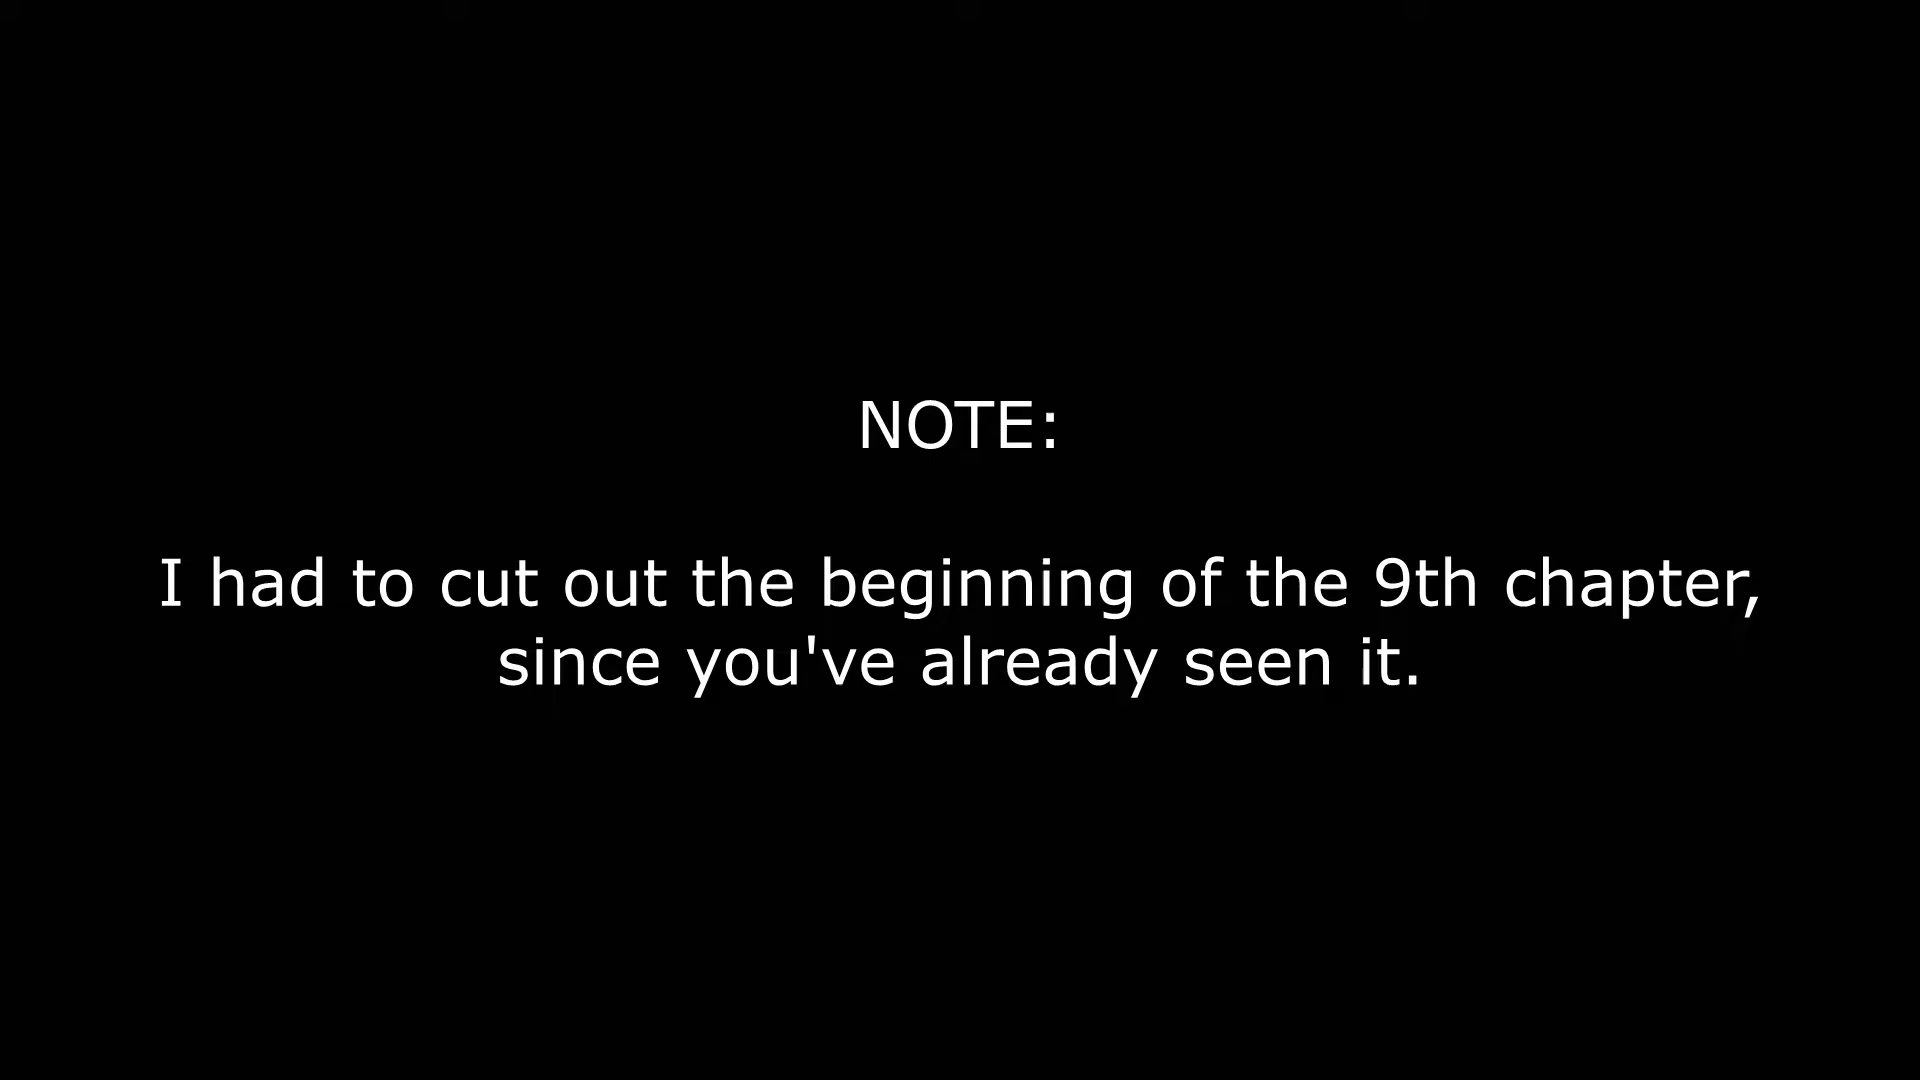 NOTE:
I had to cut out the beginning of the 9th chapter,
since you've already seen it.